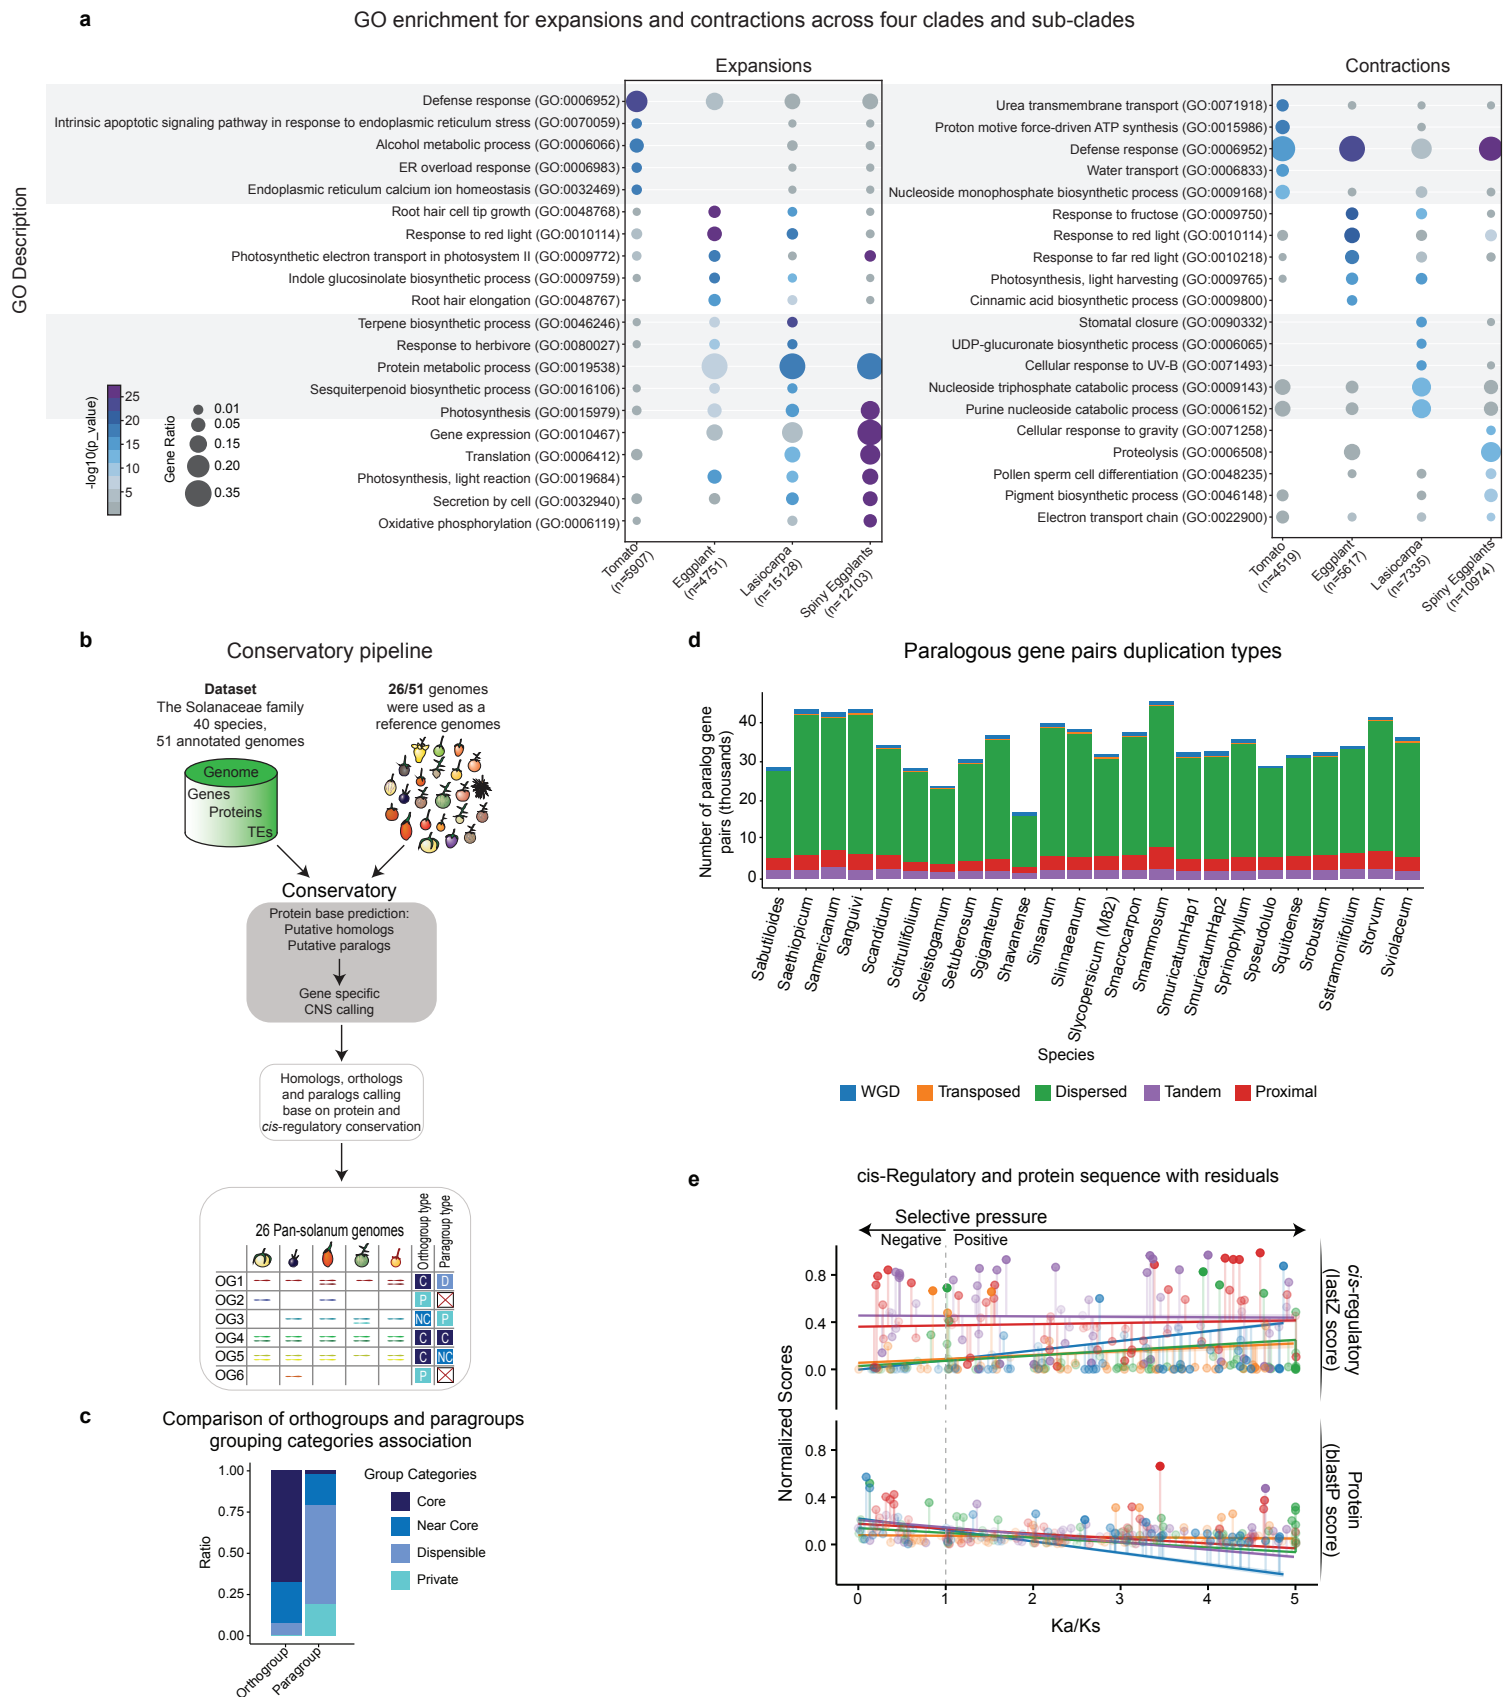 a
GO enrichment for expansions and contractions across four clades and sub-clades
Expansions
GO Description
Defense response (GO:0006952)
Intrinsic apoptotic signaling pathway in response to endoplasmic reticulum stress (GO:0070059)
Alcohol metabolic process (GO:0006066)
ER overload response (GO:0006983)
Endoplasmic reticulum calcium ion homeostasis (GO:0032469)
Root hair cell tip growth (GO:0048768)
Response to red light (GO:0010114)
Photosynthetic electron transport in photosystem II (GO:0009772)
Indole glucosinolate biosynthetic process (GO:0009759)
Root hair elongation (GO:0048767)
Terpene biosynthetic process (GO:0046246)
Response to herbivore (GO:0080027)
Protein metabolic process (GO:0019538)
Sesquiterpenoid biosynthetic process (GO:0016106)
Photosynthesis (GO:0015979)
Gene expression (GO:0010467)
Translation (GO:0006412)
Photosynthesis, light reaction (GO:0019684)
Secretion by cell (GO:0032940)
Oxidative phosphorylation (GO:0006119)
-log10(p_value)
25
20
15
10
5
Gene Ratio
0.01
0.05
0.15
0.20
0.35
Tomato
(n=5907)
Eggplant
(n=4751)
Lasiocarpa
(n=15128)
Spiny Eggplants
(n=12103)
Contractions
Urea transmembrane transport (GO:0071918)
Proton motive force-driven ATP synthesis (GO:0015986)
Defense response (GO:0006952)
Water transport (GO:0006833)
Nucleoside monophosphate biosynthetic process (GO:0009168)
Response to fructose (GO:0009750)
Response to red light (GO:0010114)
Response to far red light (GO:0010218)
Photosynthesis, light harvesting (GO:0009765)
Cinnamic acid biosynthetic process (GO:0009800)
Stomatal closure (GO:0090332)
UDP-glucuronate biosynthetic process (GO:0006065)
Cellular response to UV-B (GO:0071493)
Nucleoside triphosphate catabolic process (GO:0009143)
Purine nucleoside catabolic process (GO:0006152)
Cellular response to gravity (GO:0071258)
Proteolysis (GO:0006508)
Pollen sperm cell differentiation (GO:0048235)
Pigment biosynthetic process (GO:0046148)
Electron transport chain (GO:0022900)
Tomato
(n=4519)
Eggplant
(n=5617)
Lasiocarpa
(n=7335)
Spiny Eggplants
(n=10974)
b
Conservatory pipeline
Dataset
The Solanaceae family
40 species,
51 annotated genomes
26/51 genomes
were used as a
reference genomes
Genome
Genes
Proteins
TEs
Conservatory
Protein base prediction:
Putative homologs
Putative paralogs
Gene specific
CNS calling
Homologs, orthologs
and paralogs calling
base on protein and
cis-regulatory conservation
26 Pan-solanum genomes
Orthogroup type
Paragroup type
OG1 C D
OG2 P
OG3 NC P
OG4 C C
OG5 C NC
OG6 P
c
Comparison of orthogroups and paragroups
grouping categories association
Ratio
1.00
0.75
0.50
0.25
0.00
Orthogroup
Paragroup
Group Categories
Core
Near Core
Dispensible
Private
d
Paralogous gene pairs duplication types
Number of paralog gene
pairs (thousands)
40
30
20
10
0
Sabutiloides
Saethiopicum
Samericanum
Sanguivi
Scandidum
Scitrullifolium
Scleistogamum
Setuberosum
Sgiganteum
Shavanense
Sinsanum
Slinnaeanum
Slycopersicum (M82)
Smacrocarpon
Smammosum
SmuricatumHap1
SmuricatumHap2
Sprinophyllum
Spseudolulo
Squitoense
Srobustum
Sstramoniifolium
Storvum
Sviolaceum
Species
WGD
Transposed
Dispersed
Tandem
Proximal
e
cis-Regulatory and protein sequence with residuals
Selective pressure
Negative
Positive
Normalized Scores
0.8
0.4
0.0
cis-regulatory
(lastZ score)
0.8
0.4
0.0
Protein
(blastP score)
0
1
2
3
4
5
Ka/Ks